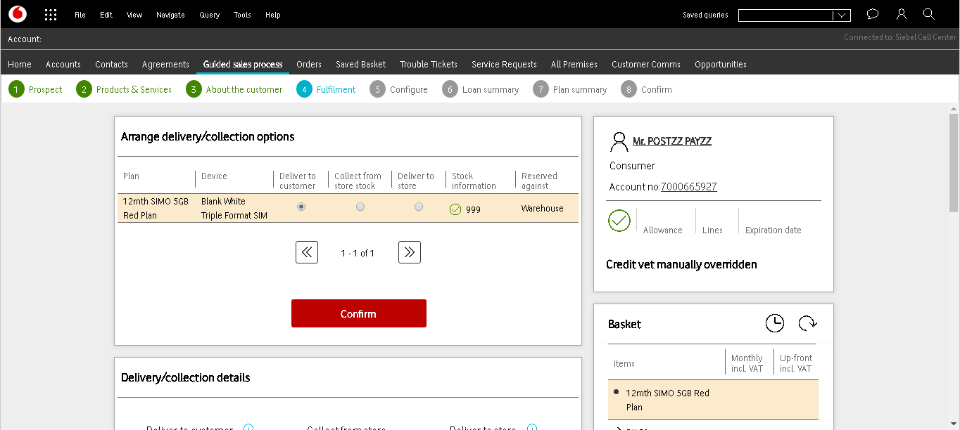 File Edit View Navigate Query Tools Help Saved queries
Account: Connected to: Siebel Call Center
Home Accounts Contacts Agreements Guided sales process Orders Saved Basket Trouble Tickets Service Requests All Premises Customer Comms Opportunities
1 Prospect 2 Products & Services 3 About the customer 4 Fulfilment 5 Configure 6 Loan summary 7 Plan summary 8 Confirm
Arrange delivery/collection options
Plan Device Deliver to customer Collect from store stock Deliver to store Stock information Reserved against
12mth SIMO 5GB Red Plan Blank White Triple Format SIM 999 Warehouse
1 - 1 of 1
Confirm
Delivery/collection details
Deliver to customer Collect from store Deliver to store
Mr. POSTZZ PAYZZ
Consumer
Account no: 7000665927
Allowance Lines Expiration date
Credit vet manually overridden
Basket
Items Monthly incl. VAT Up-front incl. VAT
12mth SIMO 5GB Red
Plan